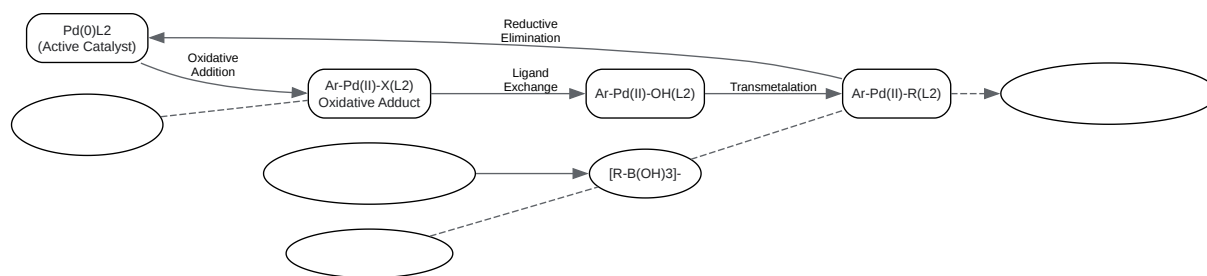 Pd(0)L2
(Active Catalyst)
Reductive
Elimination
Oxidative
Addition
Ar-Pd(II)-X(L2)
Oxidative Adduct
Ligand
Exchange
Ar-Pd(II)-OH(L2)
Transmetalation
Ar-Pd(II)-R(L2)
[R-B(OH)3]-